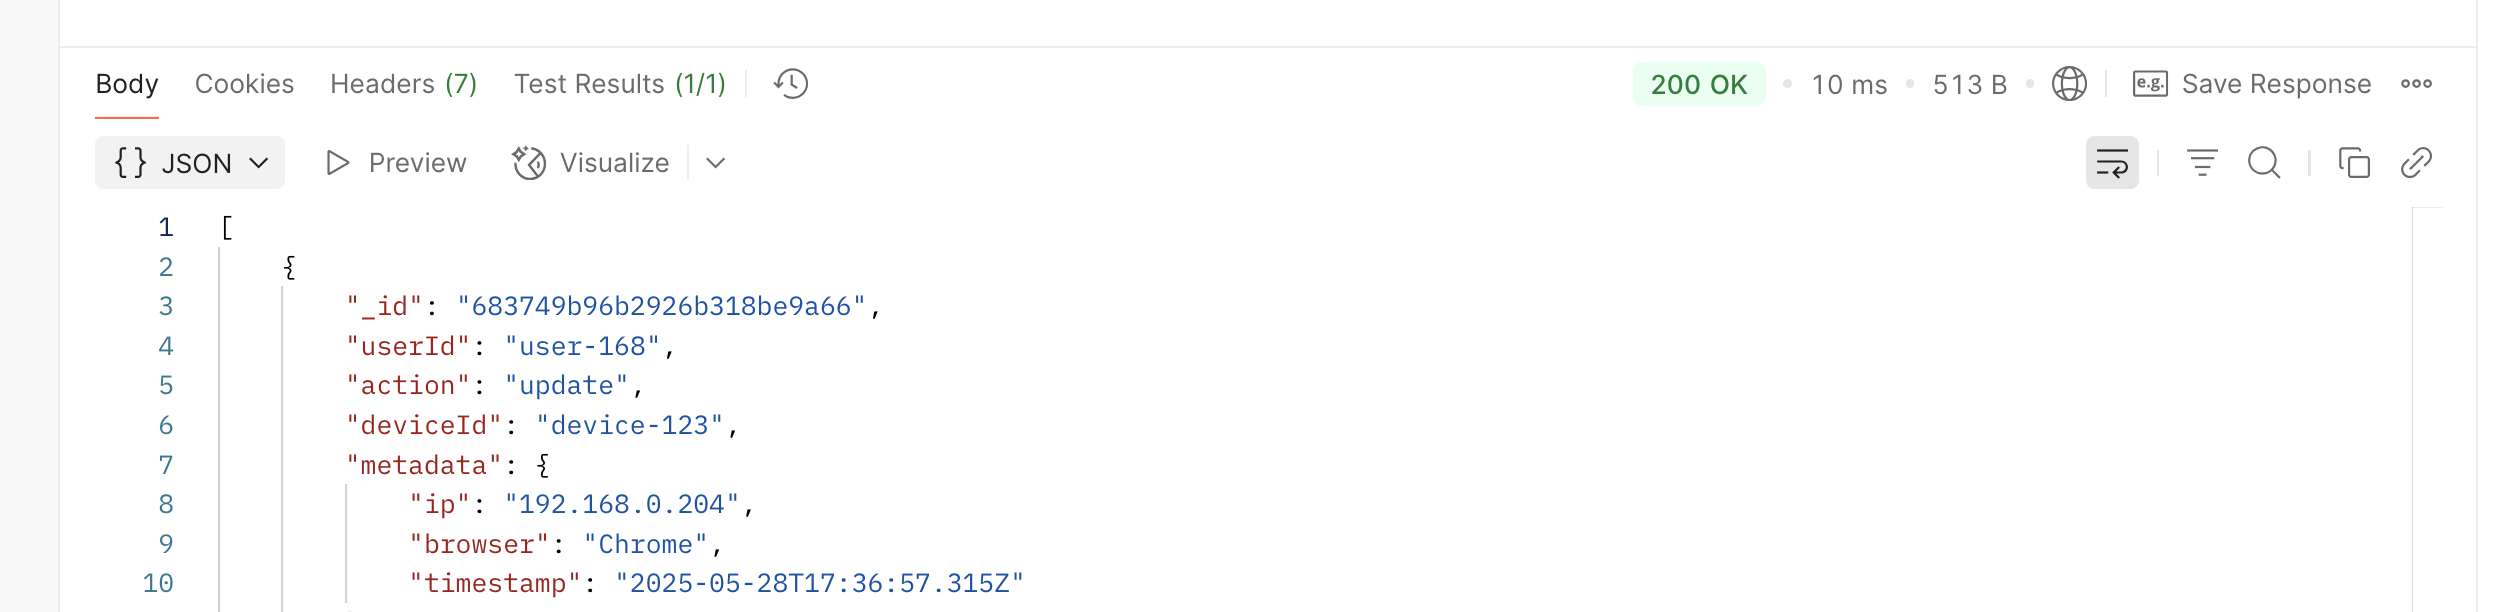 Body Cookies Headers (7) Test Results (1/1) 200 OK • 10 ms • 513 B • e.g. Save Response
{} JSON Preview Visualize
1 [
2 {
3 "_id": "683749b96b2926b318be9a66",
4 "userId": "user-168",
5 "action": "update",
6 "deviceId": "device-123",
7 "metadata": {
8 "ip": "192.168.0.204",
9 "browser": "Chrome",
10 "timestamp": "2025-05-28T17:36:57.315Z"